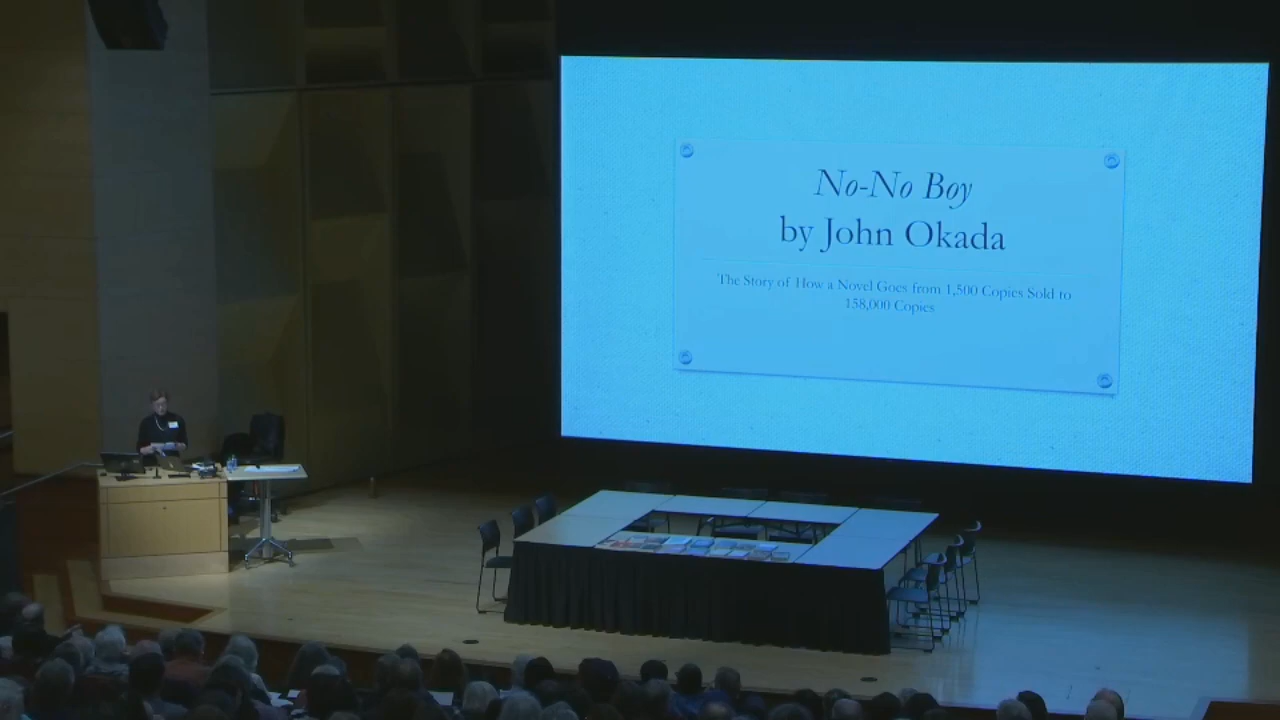 No-No Boy
by John Okada
The Story of How a Novel Goes from 1,500 Copies Sold to
158,000 Copies